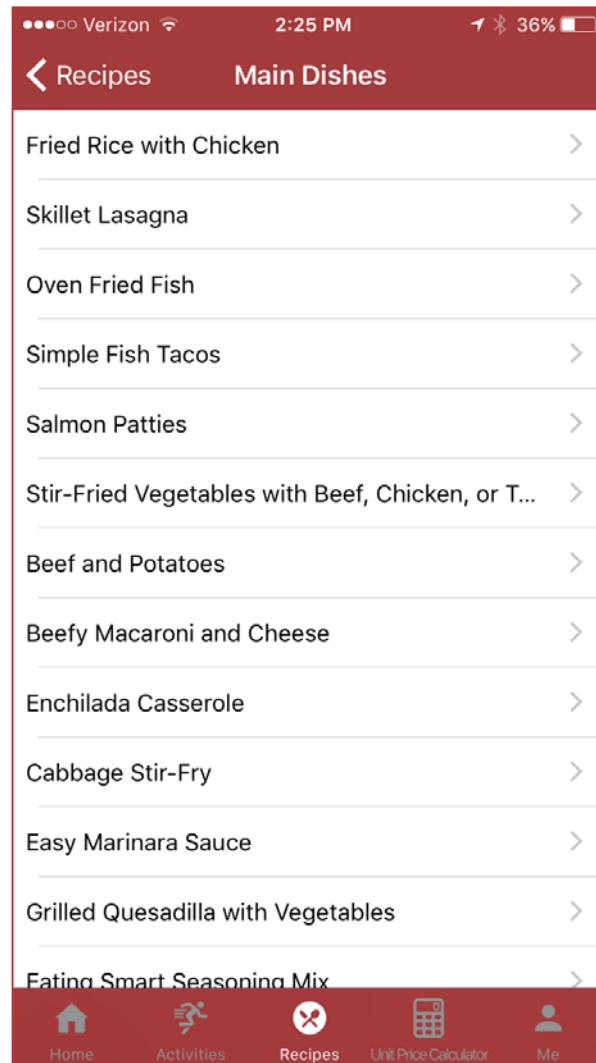 Verizon 2:25 PM 36%
Recipes Main Dishes
Fried Rice with Chicken
Skillet Lasagna
Oven Fried Fish
Simple Fish Tacos
Salmon Patties
Stir-Fried Vegetables with Beef, Chicken, or T...
Beef and Potatoes
Beefy Macaroni and Cheese
Enchilada Casserole
Cabbage Stir-Fry
Easy Marinara Sauce
Grilled Quesadilla with Vegetables
Eating Smart Seasoning Mix
Home Activities Recipes Unit Price Calculator Me